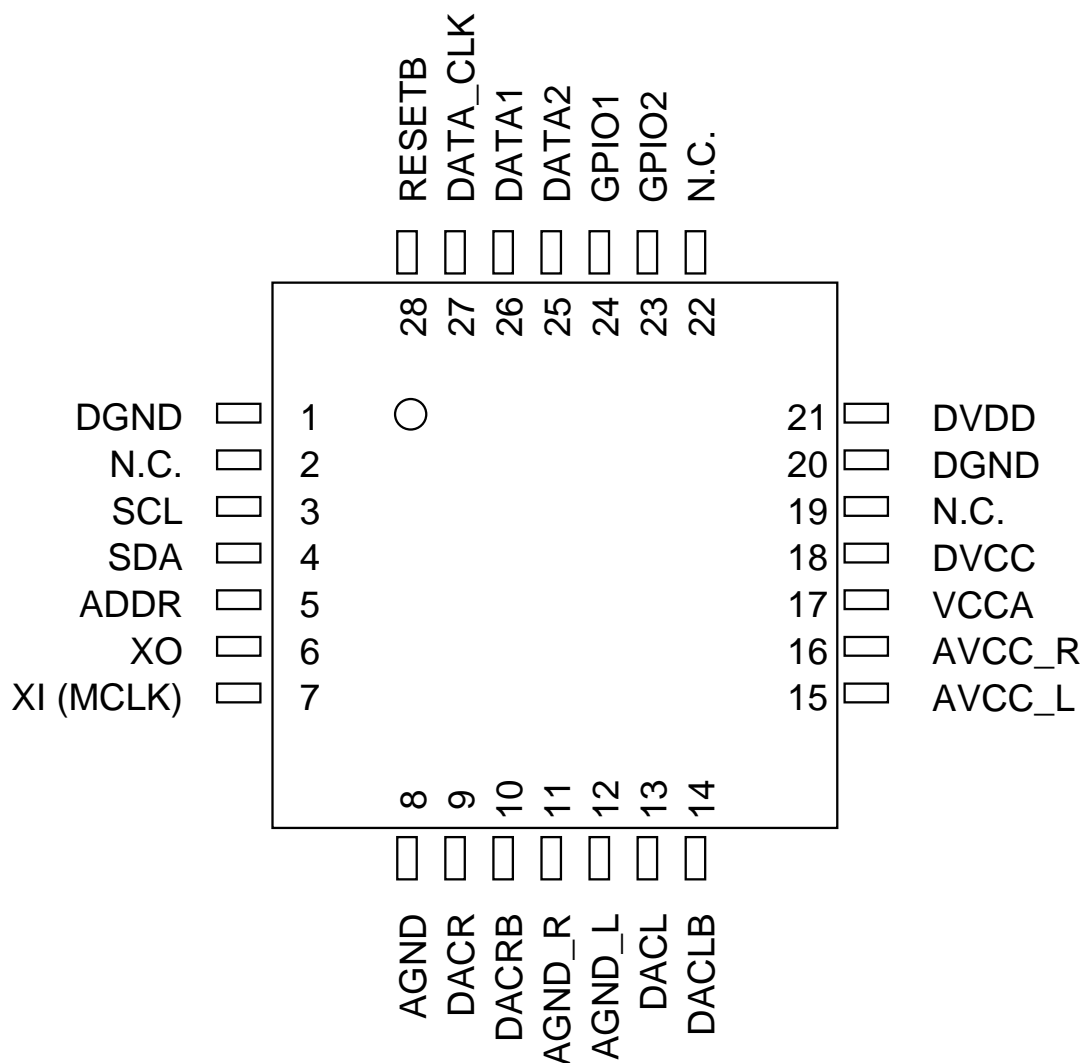 RESETB
DATA_CLK
DATA1
DATA2
GPIO1
GPIO2
N.C.
28
27
26
25
24
23
22
DGND 1
N.C. 2
SCL 3
SDA 4
ADDR 5
XO 6
XI (MCLK) 7
21 DVDD
20 DGND
19 N.C.
18 DVCC
17 VCCA
16 AVCC_R
15 AVCC_L
8
9
10
11
12
13
14
AGND
DACR
DACRB
AGND_R
AGND_L
DACL
DACLB